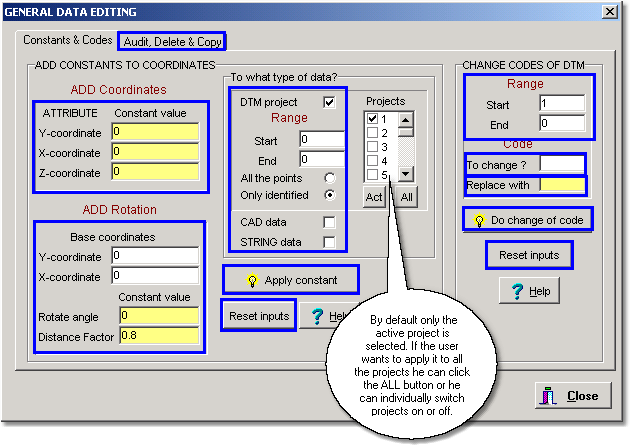 GENERAL DATA EDITING
Constants & Codes
Audit, Delete & Copy
ADD CONSTANTS TO COORDINATES
ADD Coordinates
ATTRIBUTE Constant value
Y-coordinate 0
X-coordinate 0
Z-coordinate 0
ADD Rotation
Base coordinates
Y-coordinate 0
X-coordinate 0
Constant value
Rotate angle 0
Distance Factor 0.8
To what type of data?
DTM project
Range
Start 0
End 0
All the points
Only identified
CAD data
STRING data
Projects
1
2
3
4
5
Act All
Apply constant
Reset inputs
By default only the
active project is
selected. If the user
wants to apply it to all
the projects he can click
the ALL button or he
can individually switch
projects on or off.
CHANGE CODES OF DTM
Range
Start 1
End 0
Code
To change ?
Replace with
Do change of code
Reset inputs
Help
Close